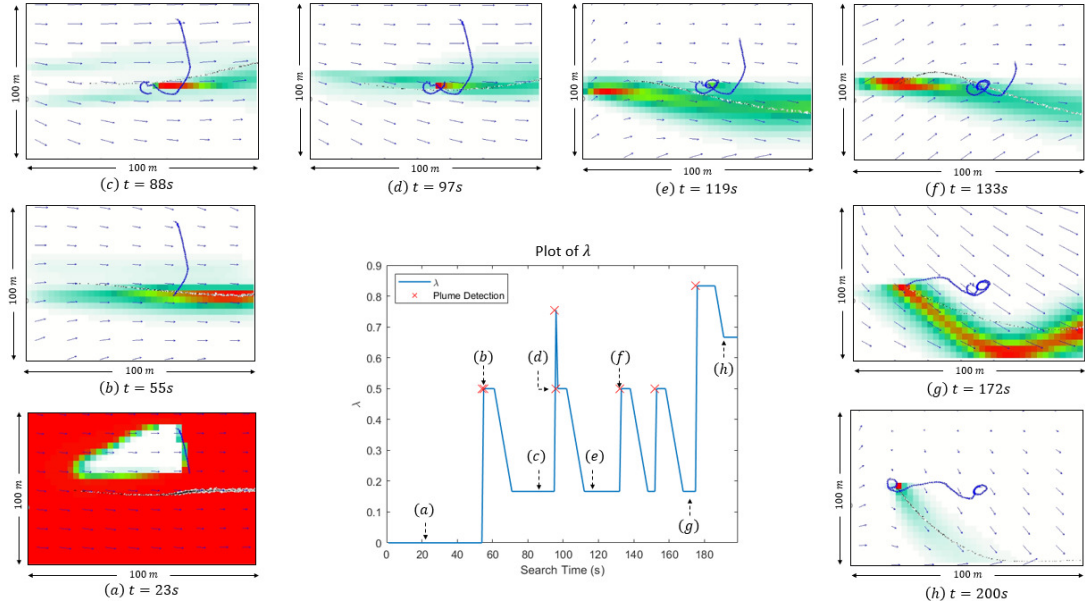 100 m
100 m
(c) t = 88s
100 m
(d) t = 97s
100 m
(e) t = 119s
100 m
100 m
(f) t = 133s
100 m
100 m
(b) t = 55s
100 m
100 m
(a) t = 23s
Plot of λ
λ
Plume Detection
0.9
0.8
0.7
0.6
0.5
0.4
0.3
0.2
0.1
0
λ
(a)
(b)
(c)
(d)
(e)
(f)
(g)
(h)
0 20 40 60 80 100 120 140 160 180
Search Time (s)
100 m
100 m
(g) t = 172s
100 m
100 m
(h) t = 200s